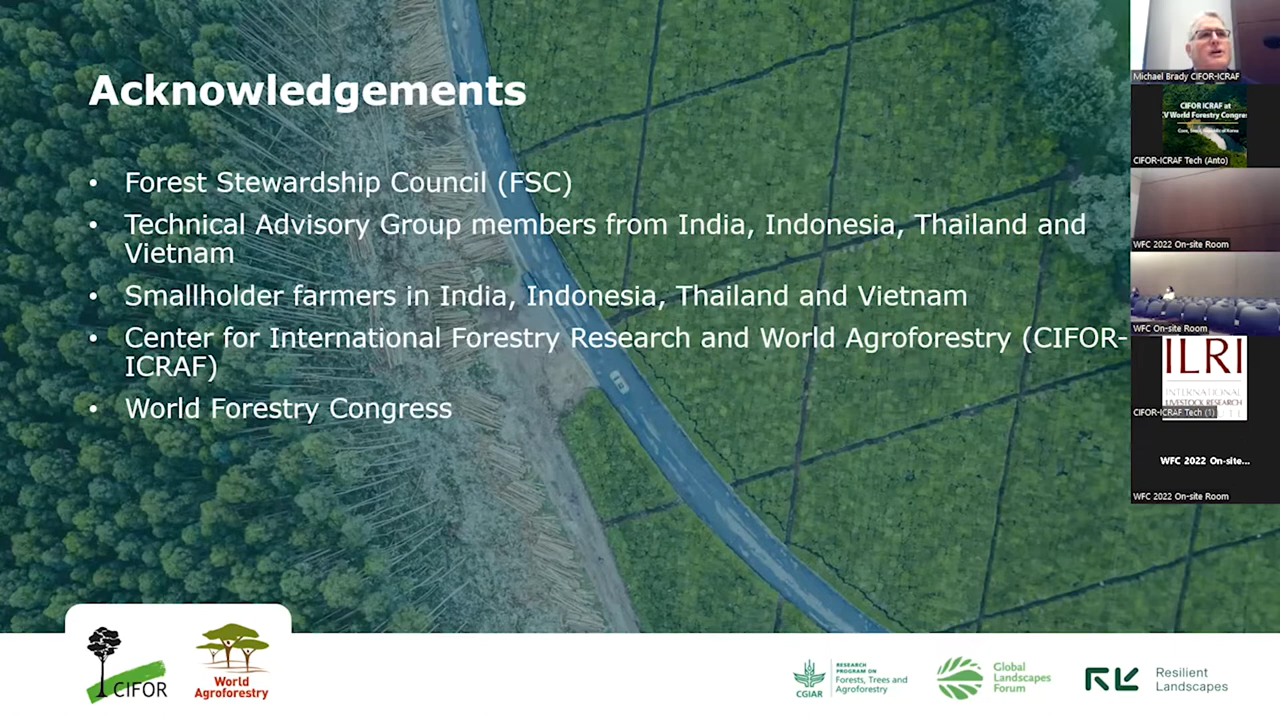 Acknowledgements
• Forest Stewardship Council (FSC)
• Technical Advisory Group members from India, Indonesia, Thailand and
Vietnam
• Smallholder farmers in India, Indonesia, Thailand and Vietnam
• Center for International Forestry Research and World Agroforestry (CIFOR-
ICRAF)
• World Forestry Congress
Michael Brady CIFOR-ICRAF
CIFOR ICRAF at
V World Forestry Congre
CIFOR-ICRAF Tech (Anto)
WFC 2022 On-site Room
WFC On-site Room
ILRI
INTERNATIONAL
LIVESTOCK RESEARCH
CIFOR-ICRAF Tech (1)
WFC 2022 On-site...
WFC 2022 On-site Room
CIFOR
World
Agroforestry
CGIAR
RESEARCH
PROGRAM ON
Forests, Trees and
Agroforestry
Global
Landscapes
Forum
Resilient
Landscapes